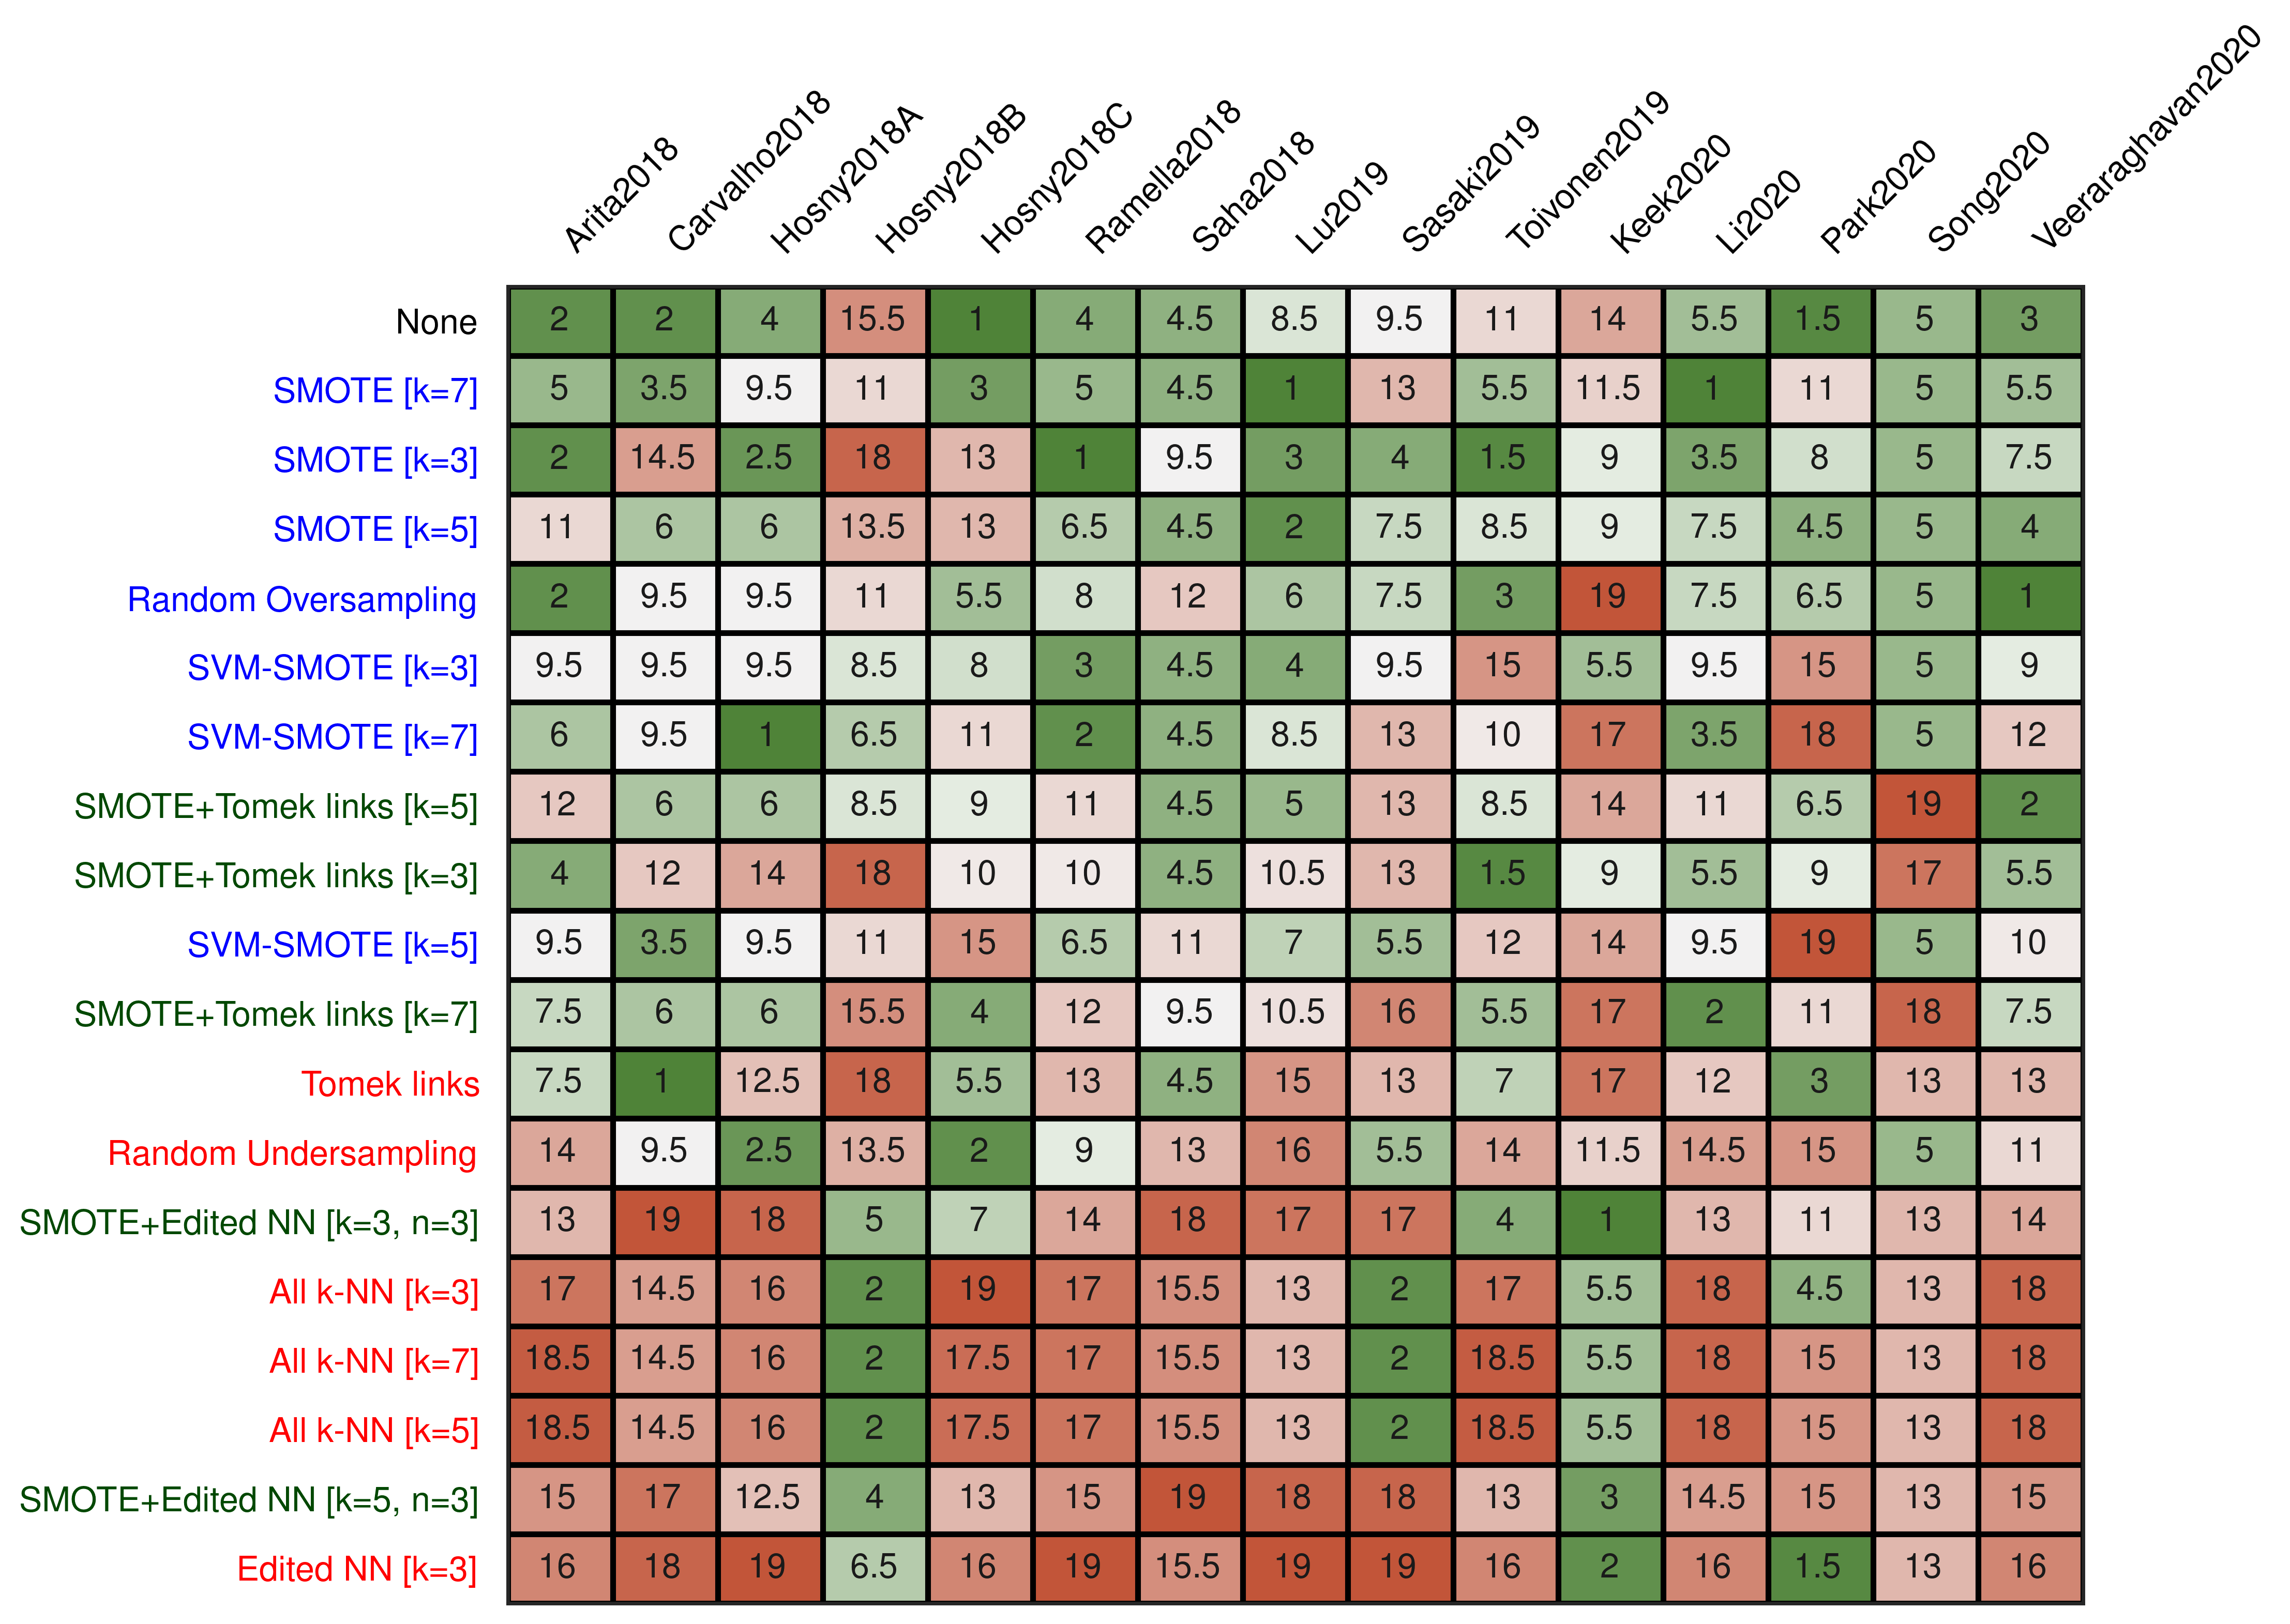 Arita2018 Carvalho2018 Hosny2018A Hosny2018B Hosny2018C Ramella2018 Saha2018 Lu2019 Sasaki2019 Toivonen2019 Keek2020 Li2020 Park2020 Song2020 Veeraraghavan2020
None 2 2 4 15.5 1 4 4.5 8.5 9.5 11 14 5.5 1.5 5 3
SMOTE [k=7] 5 3.5 9.5 11 3 5 4.5 1 13 5.5 11.5 1 11 5 5.5
SMOTE [k=3] 2 14.5 2.5 18 13 1 9.5 3 4 1.5 9 3.5 8 5 7.5
SMOTE [k=5] 11 6 6 13.5 13 6.5 4.5 2 7.5 8.5 9 7.5 4.5 5 4
Random Oversampling 2 9.5 9.5 11 5.5 8 12 6 7.5 3 19 7.5 6.5 5 1
SVM-SMOTE [k=3] 9.5 9.5 9.5 8.5 8 3 4.5 4 9.5 15 5.5 9.5 15 5 9
SVM-SMOTE [k=7] 6 9.5 1 6.5 11 2 4.5 8.5 13 10 17 3.5 18 5 12
SMOTE+Tomek links [k=5] 12 6 6 8.5 9 11 4.5 5 13 8.5 14 11 6.5 19 2
SMOTE+Tomek links [k=3] 4 12 14 18 10 10 4.5 10.5 13 1.5 9 5.5 9 17 5.5
SVM-SMOTE [k=5] 9.5 3.5 9.5 11 15 6.5 11 7 5.5 12 14 9.5 19 5 10
SMOTE+Tomek links [k=7] 7.5 6 6 15.5 4 12 9.5 10.5 16 5.5 17 2 11 18 7.5
Tomek links 7.5 1 12.5 18 5.5 13 4.5 15 13 7 17 12 3 13 13
Random Undersampling 14 9.5 2.5 13.5 2 9 13 16 5.5 14 11.5 14.5 15 5 11
SMOTE+Edited NN [k=3, n=3] 13 19 18 5 7 14 18 17 17 4 1 13 11 13 14
All k-NN [k=3] 17 14.5 16 2 19 17 15.5 13 2 17 5.5 18 4.5 13 18
All k-NN [k=7] 18.5 14.5 16 2 17.5 17 15.5 13 2 18.5 5.5 18 15 13 18
All k-NN [k=5] 18.5 14.5 16 2 17.5 17 15.5 13 2 18.5 5.5 18 15 13 18
SMOTE+Edited NN [k=5, n=3] 15 17 12.5 4 13 15 19 18 18 13 3 14.5 15 13 15
Edited NN [k=3] 16 18 19 6.5 16 19 15.5 19 19 16 2 16 1.5 13 16